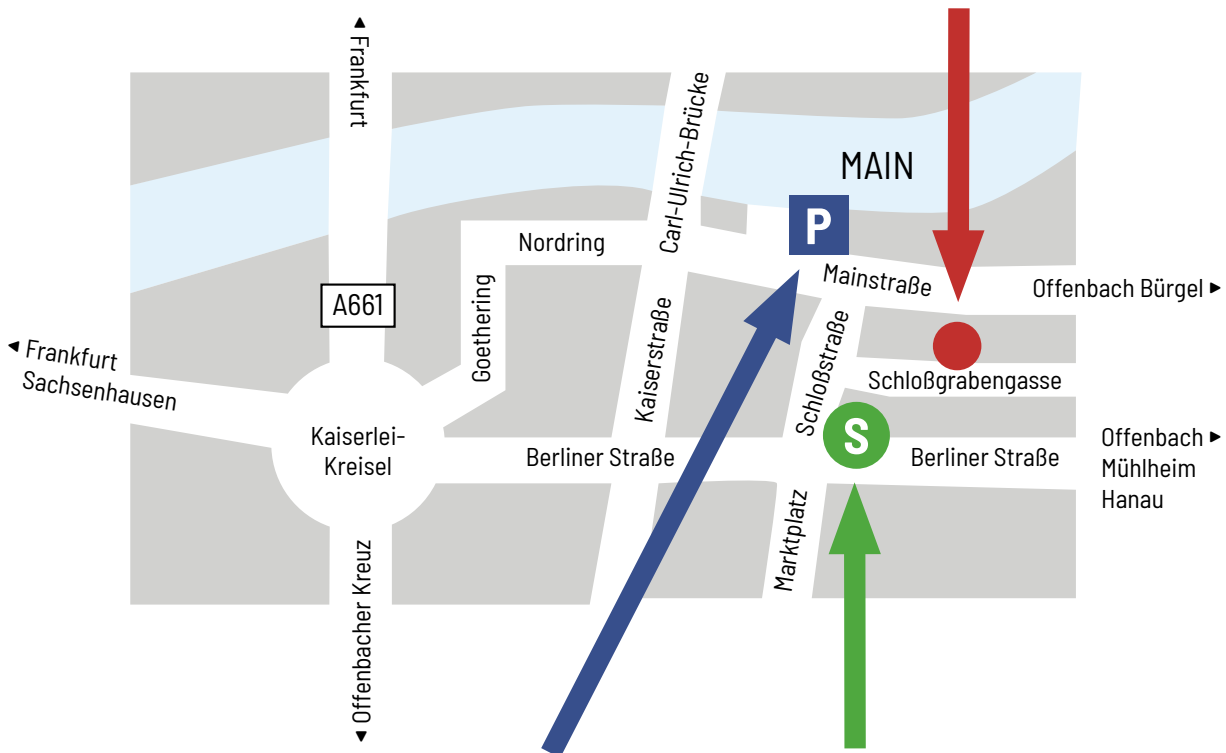 Frankfurt
Carl-Ulrich-Brücke
MAIN
P
Nordring
Mainstraße
Offenbach Bürgel
A661
Goethering
Frankfurt
Sachsenhausen
Kaiserstraße
Schloßstraße
Schloßgrabengasse
Kaiserlei-
Kreisel
Berliner Straße
S
Berliner Straße
Offenbach
Mühlheim
Hanau
Marktplatz
Offenbacher Kreuz